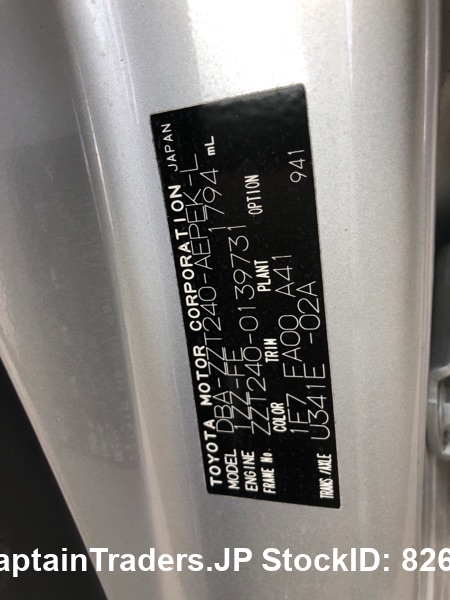 TOYOTA MOTOR CORPORATION JAPAN
MODEL DBA-ZZT240-AEPEK-L
ENGINE 1ZZ-FE 1794 mL
FRAME No. ZZT240-0139731
COLOR TRIM PLANT OPTION
1E7 EA00 A41 941
TRANS/AXLE U341E -02A
aptainTraders.JP StockID: 826